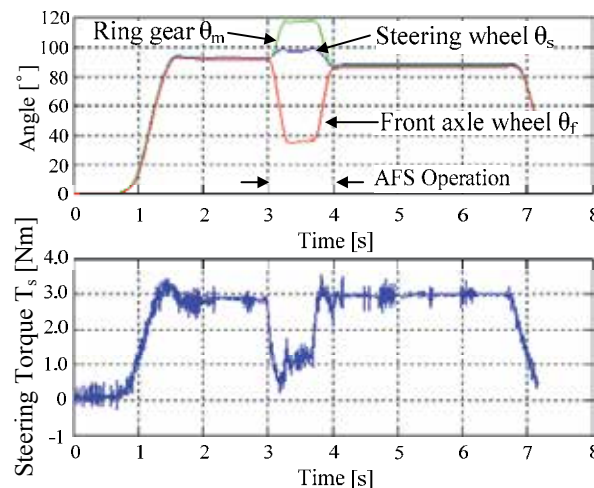 120
100
80
60
40
20
0
Angle [°]
Ring gear θm
Steering wheel θs
Front axle wheel θf
AFS Operation
1 2 3 4 5 6 7 8
Time [s]
4.0
3.0
2.0
1.0
0
-1
Steering Torque Ts [Nm]
0 1 2 3 4 5 6 7 8
Time [s]